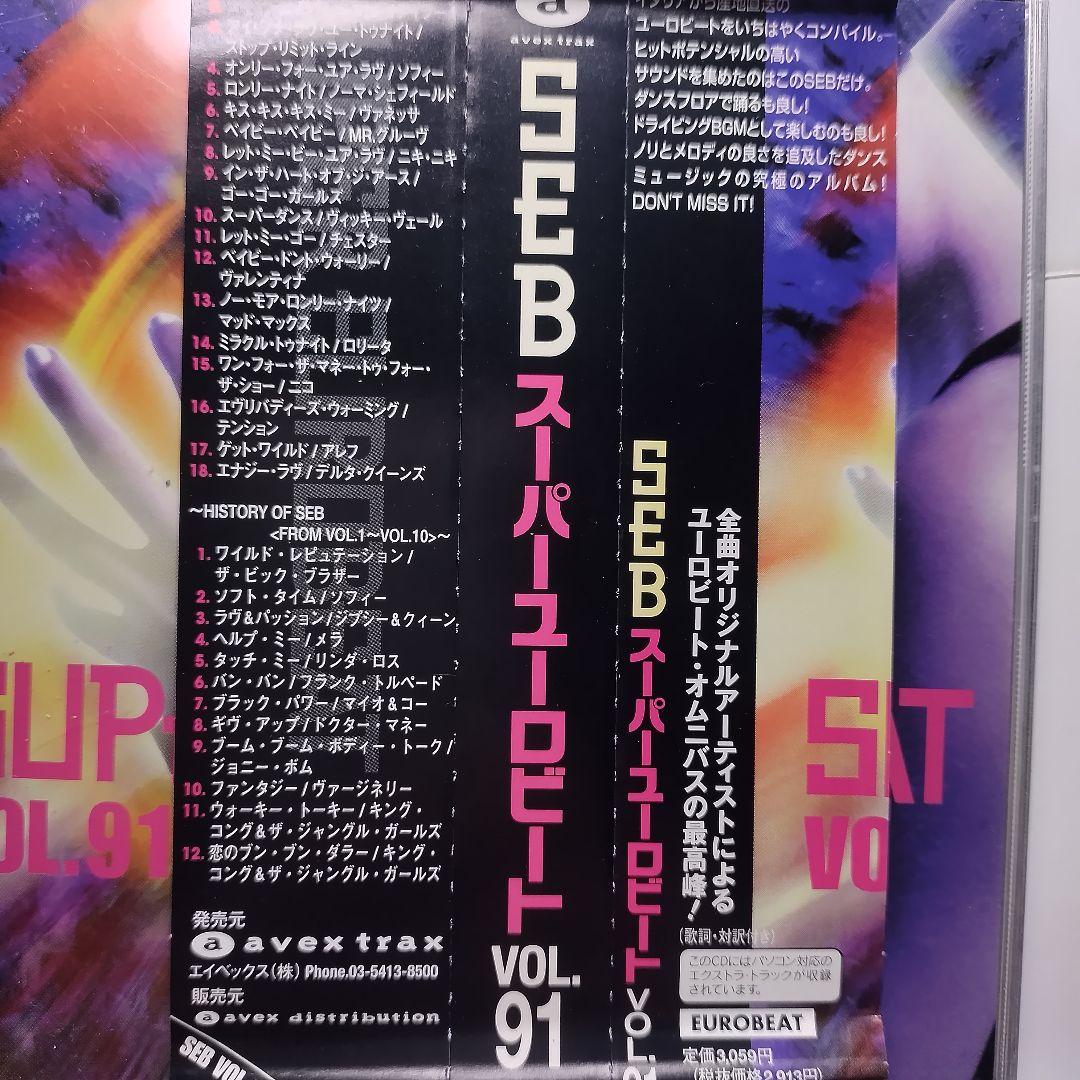 ストップ・リミット・ライン
4. オンリー・フォー・ユア・ラヴ / ソフィー
5. ロンリー・ナイト / ノーマ・シェフィールド
6. キス・キス・キス・ミー / ヴァネッサ
7. ベイビー・ベイビー / MR.グルーヴ
8. レット・ミー・ビー・ユア・ラヴ / ニキ・ニキ
9. イン・ザ・ハート・オブ・ジ・アース /
ゴー・ゴー・ガールズ
10. スーパーダンス / ヴィッキー・ヴェール
11. レット・ミー・ゴー / チェスター
12. ベイビー・ドント・ウォーリー /
ヴァレンティナ
13. ノー・モア・ロンリー・ナイツ /
マッド・マックス
14. ミラクル・トゥナイト / ロリータ
15. ワン・フォー・ザ・マネー・トゥ・フォー・
ザ・ショー / ニコ
16. エヴリバディーズ・ウォーミング /
テンション
17. ゲット・ワイルド / アレフ
18. エナジー・ラヴ / デルタ・クイーンズ
〜HISTORY OF SEB
<FROM VOL.1〜VOL.10>〜
1. ワイルド・レピュテーション /
ザ・ビック・ブラザー
2. ソフト・タイム / ソフィー
3. ラヴ&パッション / ジプシー&クィーン
4. ヘルプ・ミー / メラ
5. タッチ・ミー / リンダ・ロス
6. バン・バン / フランク・トルペード
7. ブラック・パワー / マイオ&コー
8. ギヴ・アップ / ドクター・マネー
9. ブーム・ブーム・ボディー・トーク /
ジョニー・ボム
10. ファンタジー / ヴァージネリー
11. ウォーキー・トーキー / キング・
コング&ザ・ジャングル・ガールズ
12. 恋のブン・ブン・ダラー / キング・
コング&ザ・ジャングル・ガールズ
発売元
a avex trax
エイベックス(株) Phone.03-5413-8500
販売元
a avex distribution
SEB VOL
a
avex trax
SEB スーパーユーロビート
VOL.
91
ユーロビートをいちはやくコンパイル。
ヒットポテンシャルの高い
サウンドを集めたのはこのSEBだけ。
ダンスフロアで踊るも良し!
ドライビングBGMとして楽しむのも良し!
ノリとメロディの良さを追及したダンス
ミュージックの究極のアルバム!
DON'T MISS IT!
SEB スーパーユーロビート VOL.91
全曲オリジナルアーティストによる
ユーロビート・オムニバスの最高峰!
(歌詞・対訳付き)
このCDにはパソコン対応の
エクストラ・トラックが収録
されています。
EUROBEAT
定価3,059円
(税抜価格2,913円)
SUP
OL.91
S
AT
VO